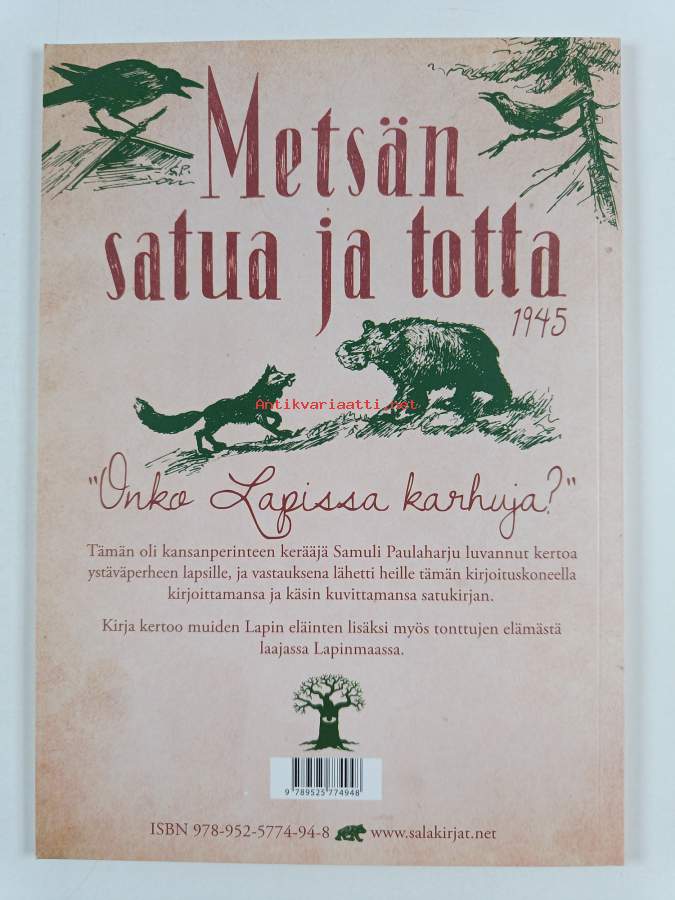 S.P.
Metsän
satua ja totta
1945
Antikvariaatti.net
"Onko Lapissa karhuja?"
Tämän oli kansanperinteen kerääjä Samuli Paulaharju luvannut kertoa
ystäväperheen lapsille, ja vastauksena lähetti heille tämän kirjoituskoneella
kirjoittamansa ja käsin kuvittamansa satukirjan.
Kirja kertoo muiden Lapin eläinten lisäksi myös tonttujen elämästä
laajassa Lapinmaassa.
9 789525 774948
ISBN 978-952-5774-94-8 www.salakirjat.net